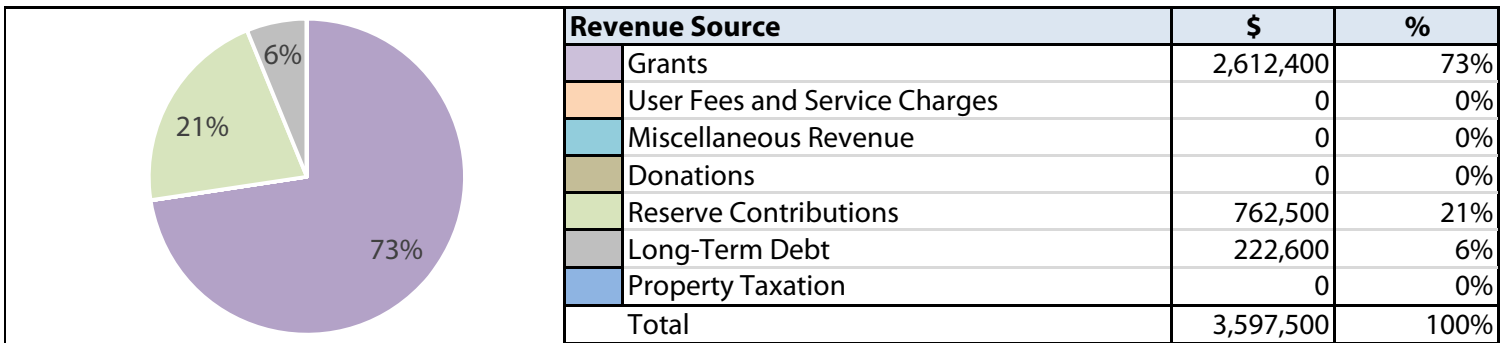 6%
21%
73%
Revenue Source $ %
Grants 2,612,400 73%
User Fees and Service Charges 0 0%
Miscellaneous Revenue 0 0%
Donations 0 0%
Reserve Contributions 762,500 21%
Long-Term Debt 222,600 6%
Property Taxation 0 0%
Total 3,597,500 100%